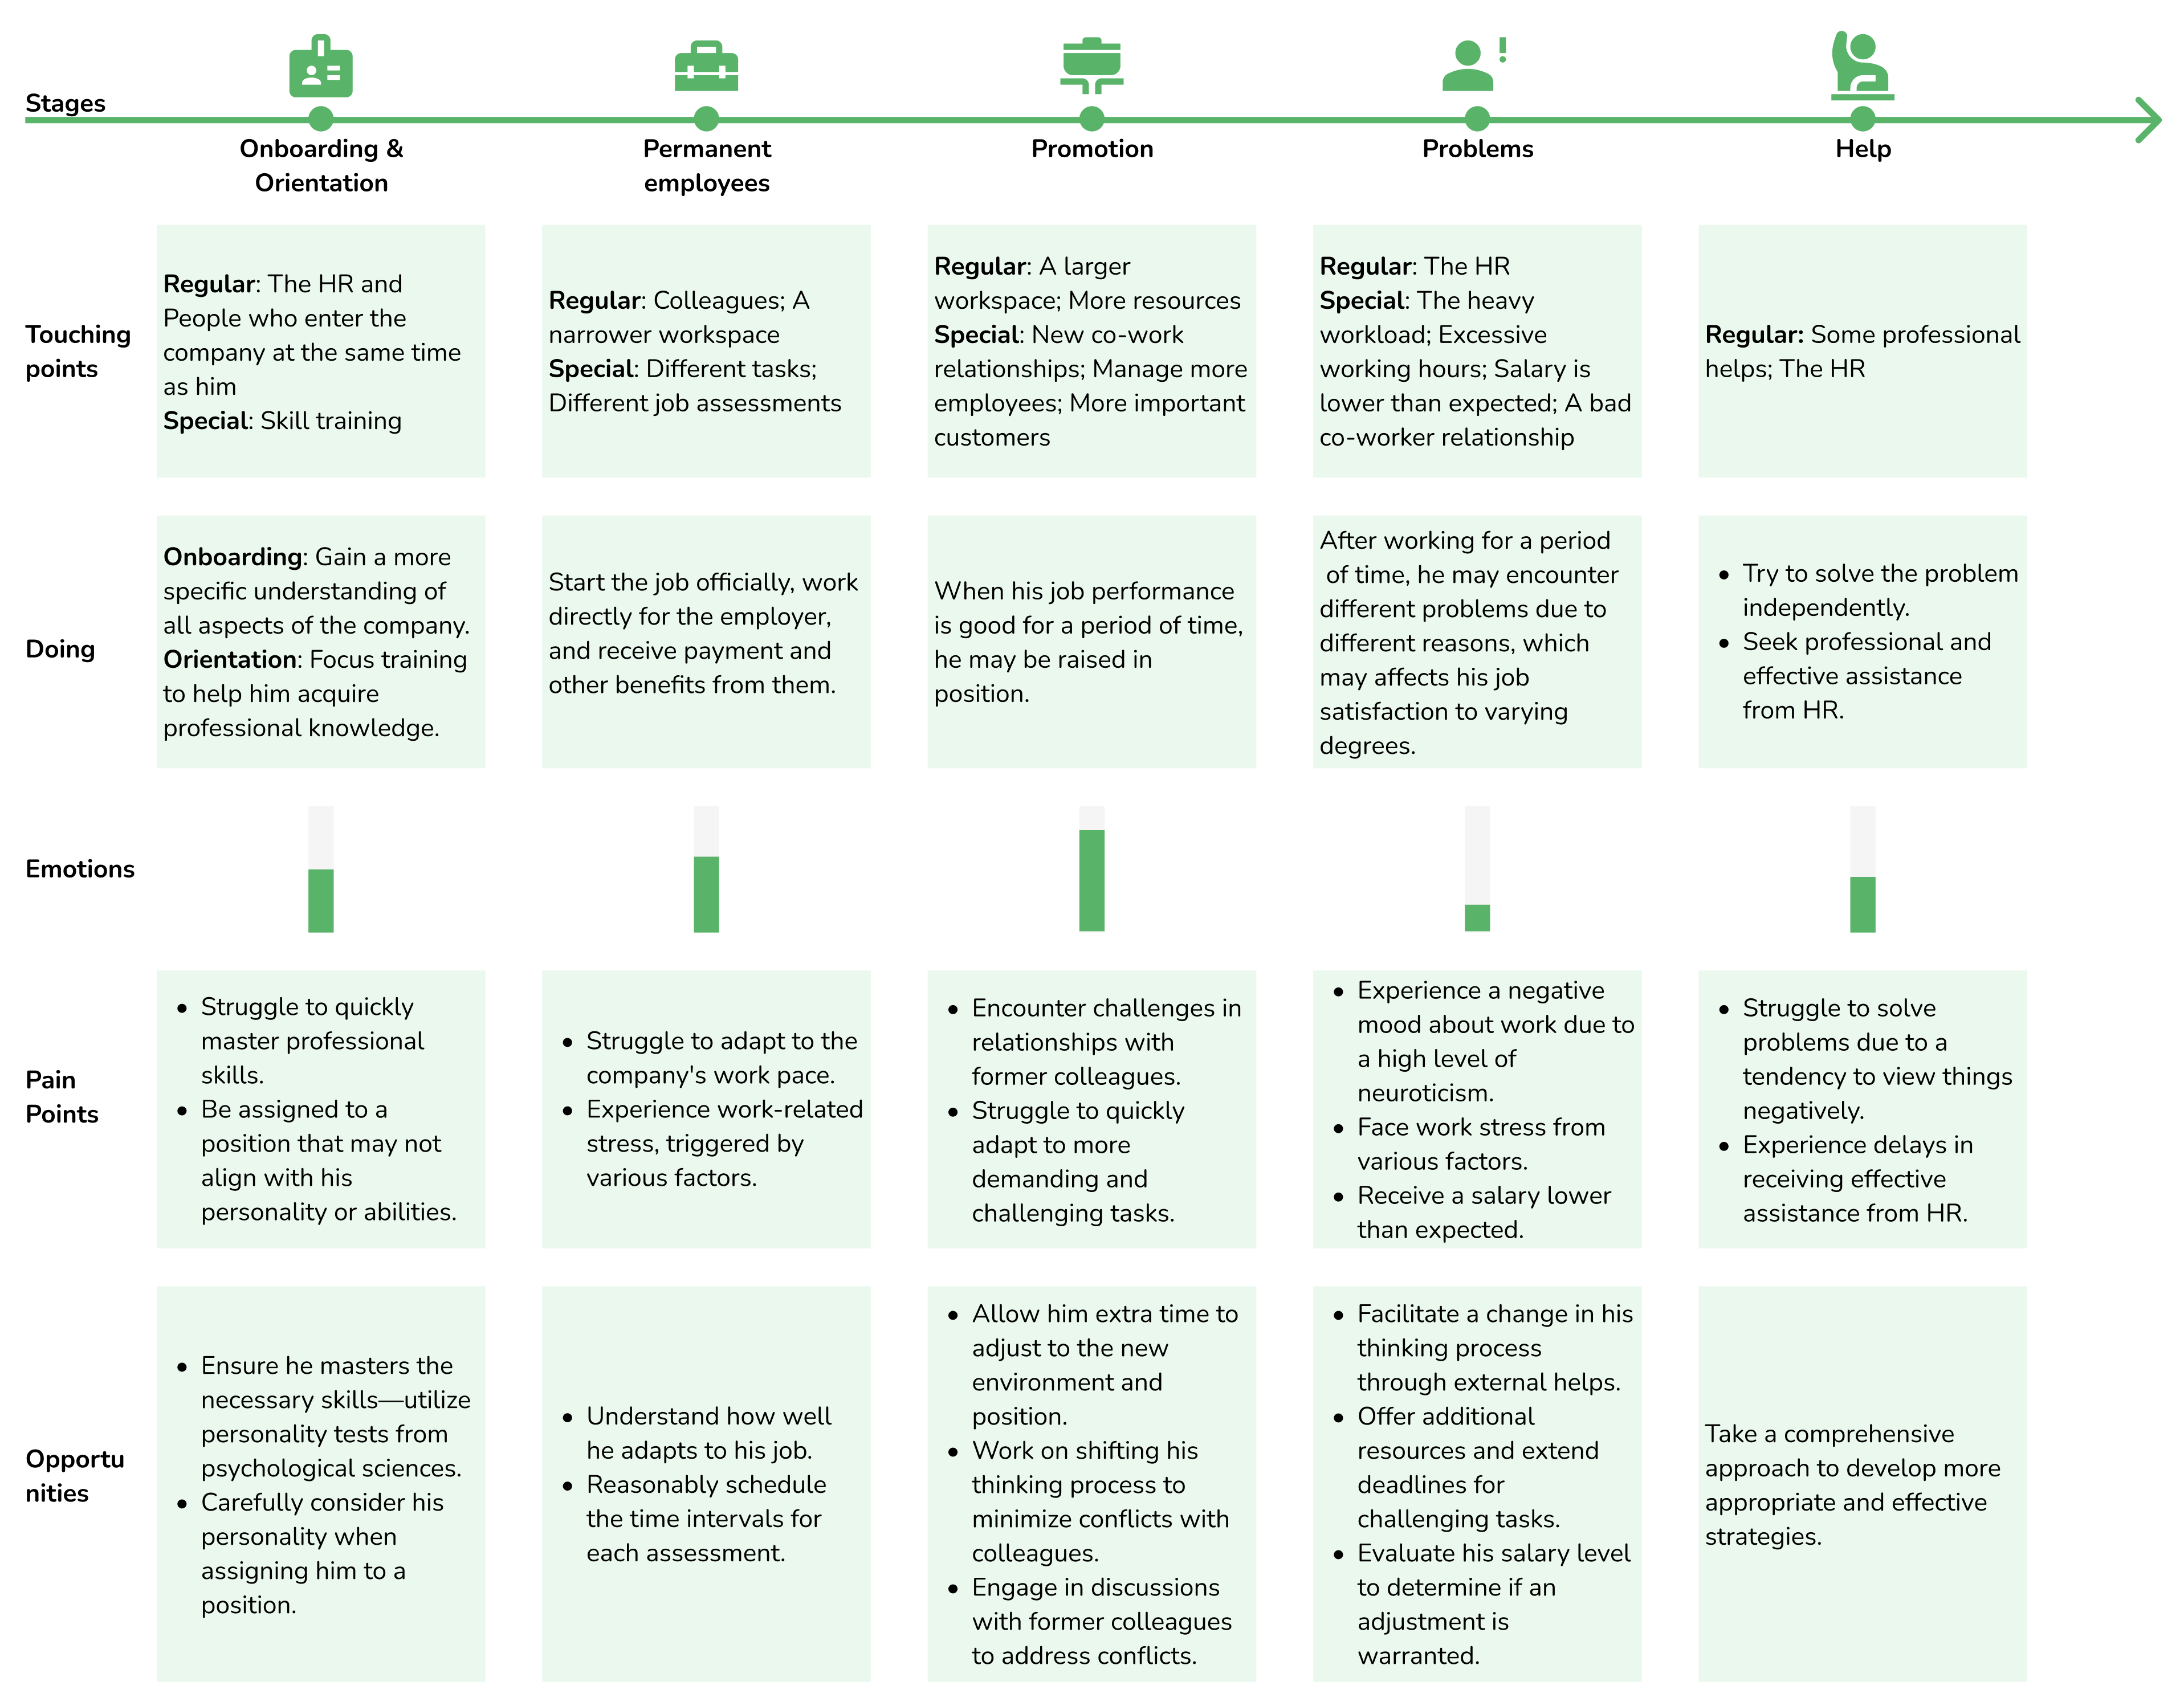 Stages
Onboarding &
Orientation
Permanent
employees
Promotion
Problems
Help
Touching
points
Regular: The HR and
People who enter the
company at the same time
as him
Special: Skill training
Regular: Colleagues; A
narrower workspace
Special: Different tasks;
Different job assessments
Regular: A larger
workspace; More resources
Special: New co-work
relationships; Manage more
employees; More important
customers
Regular: The HR
Special: The heavy
workload; Excessive
working hours; Salary is
lower than expected; A bad
co-worker relationship
Regular: Some professional
helps; The HR
Doing
Onboarding: Gain a more
specific understanding of
all aspects of the company.
Orientation: Focus training
to help him acquire
professional knowledge.
Start the job officially, work
directly for the employer,
and receive payment and
other benefits from them.
When his job performance
is good for a period of time,
he may be raised in
position.
After working for a period
of time, he may encounter
different problems due to
different reasons, which
may affects his job
satisfaction to varying
degrees.
• Try to solve the problem
independently.
• Seek professional and
effective assistance
from HR.
Emotions
Pain
Points
• Struggle to quickly
master professional
skills.
• Be assigned to a
position that may not
align with his
personality or abilities.
• Struggle to adapt to the
company's work pace.
• Experience work-related
stress, triggered by
various factors.
• Encounter challenges in
relationships with
former colleagues.
• Struggle to quickly
adapt to more
demanding and
challenging tasks.
• Experience a negative
mood about work due to
a high level of
neuroticism.
• Face work stress from
various factors.
• Receive a salary lower
than expected.
• Struggle to solve
problems due to a
tendency to view things
negatively.
• Experience delays in
receiving effective
assistance from HR.
Opportu
nities
• Ensure he masters the
necessary skills—utilize
personality tests from
psychological sciences.
• Carefully consider his
personality when
assigning him to a
position.
• Understand how well
he adapts to his job.
• Reasonably schedule
the time intervals for
each assessment.
• Allow him extra time to
adjust to the new
environment and
position.
• Work on shifting his
thinking process to
minimize conflicts with
colleagues.
• Engage in discussions
with former colleagues
to address conflicts.
• Facilitate a change in his
thinking process
through external helps.
• Offer additional
resources and extend
deadlines for
challenging tasks.
• Evaluate his salary level
to determine if an
adjustment is
warranted.
Take a comprehensive
approach to develop more
appropriate and effective
strategies.